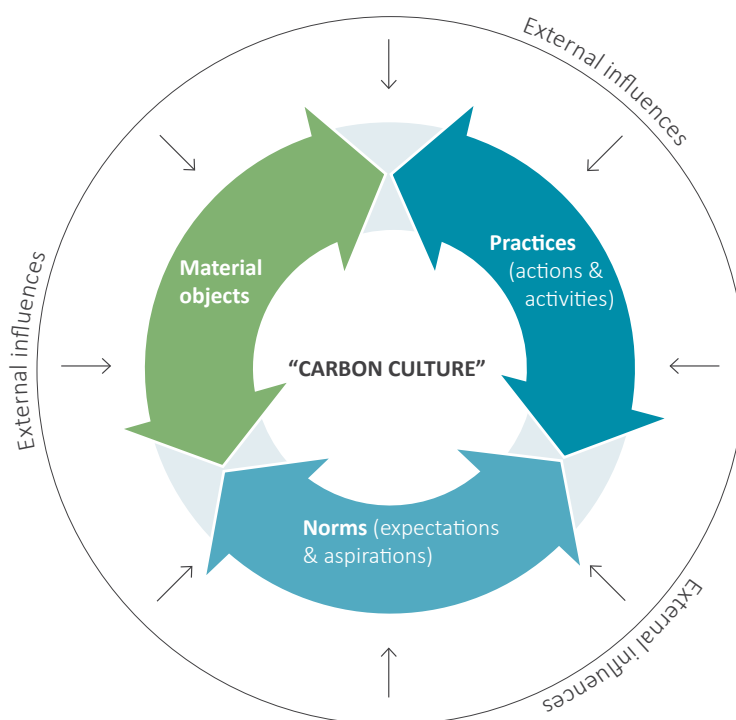 External influences
Practices
(actions &
activities)
Material
objects
External influences
“CARBON CULTURE”
Norms (expectations
& aspirations)
External influences